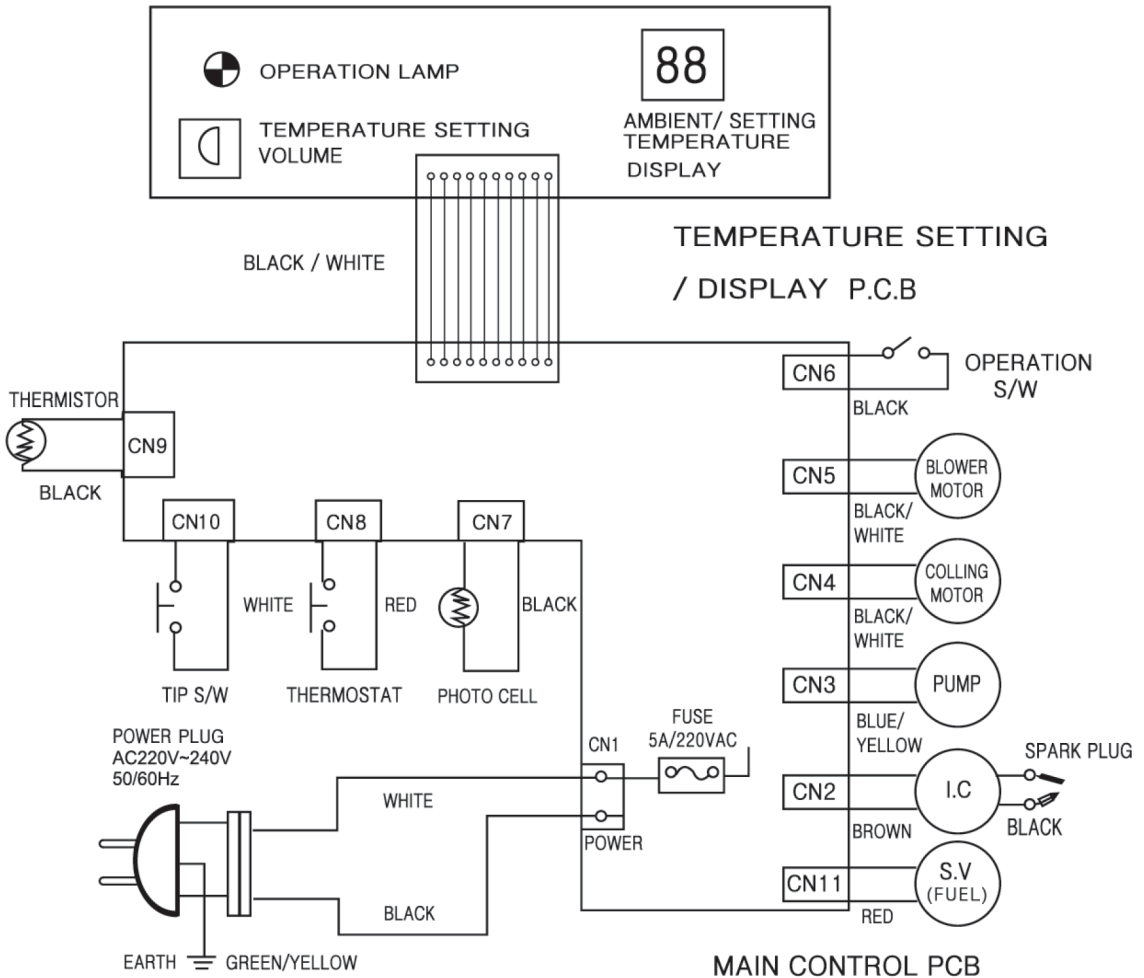 OPERATION LAMP
88
TEMPERATURE SETTING
VOLUME
AMBIENT/ SETTING
TEMPERATURE
DISPLAY
BLACK / WHITE
TEMPERATURE SETTING
/ DISPLAY P.C.B
CN6
OPERATION
S/W
BLACK
THERMISTOR
CN9
BLACK
CN5
BLOWER
MOTOR
BLACK/
WHITE
CN10
CN8
CN7
CN4
COLLING
MOTOR
BLACK/
WHITE
WHITE
RED
BLACK
TIP S/W
THERMOSTAT
PHOTO CELL
CN3
PUMP
BLUE/
YELLOW
POWER PLUG
AC220V~240V
50/60Hz
CN1
FUSE
5A/220VAC
WHITE
POWER
CN2
I.C
SPARK PLUG
BROWN
BLACK
CN11
S.V
(FUEL)
RED
BLACK
EARTH
GREEN/YELLOW
MAIN CONTROL PCB